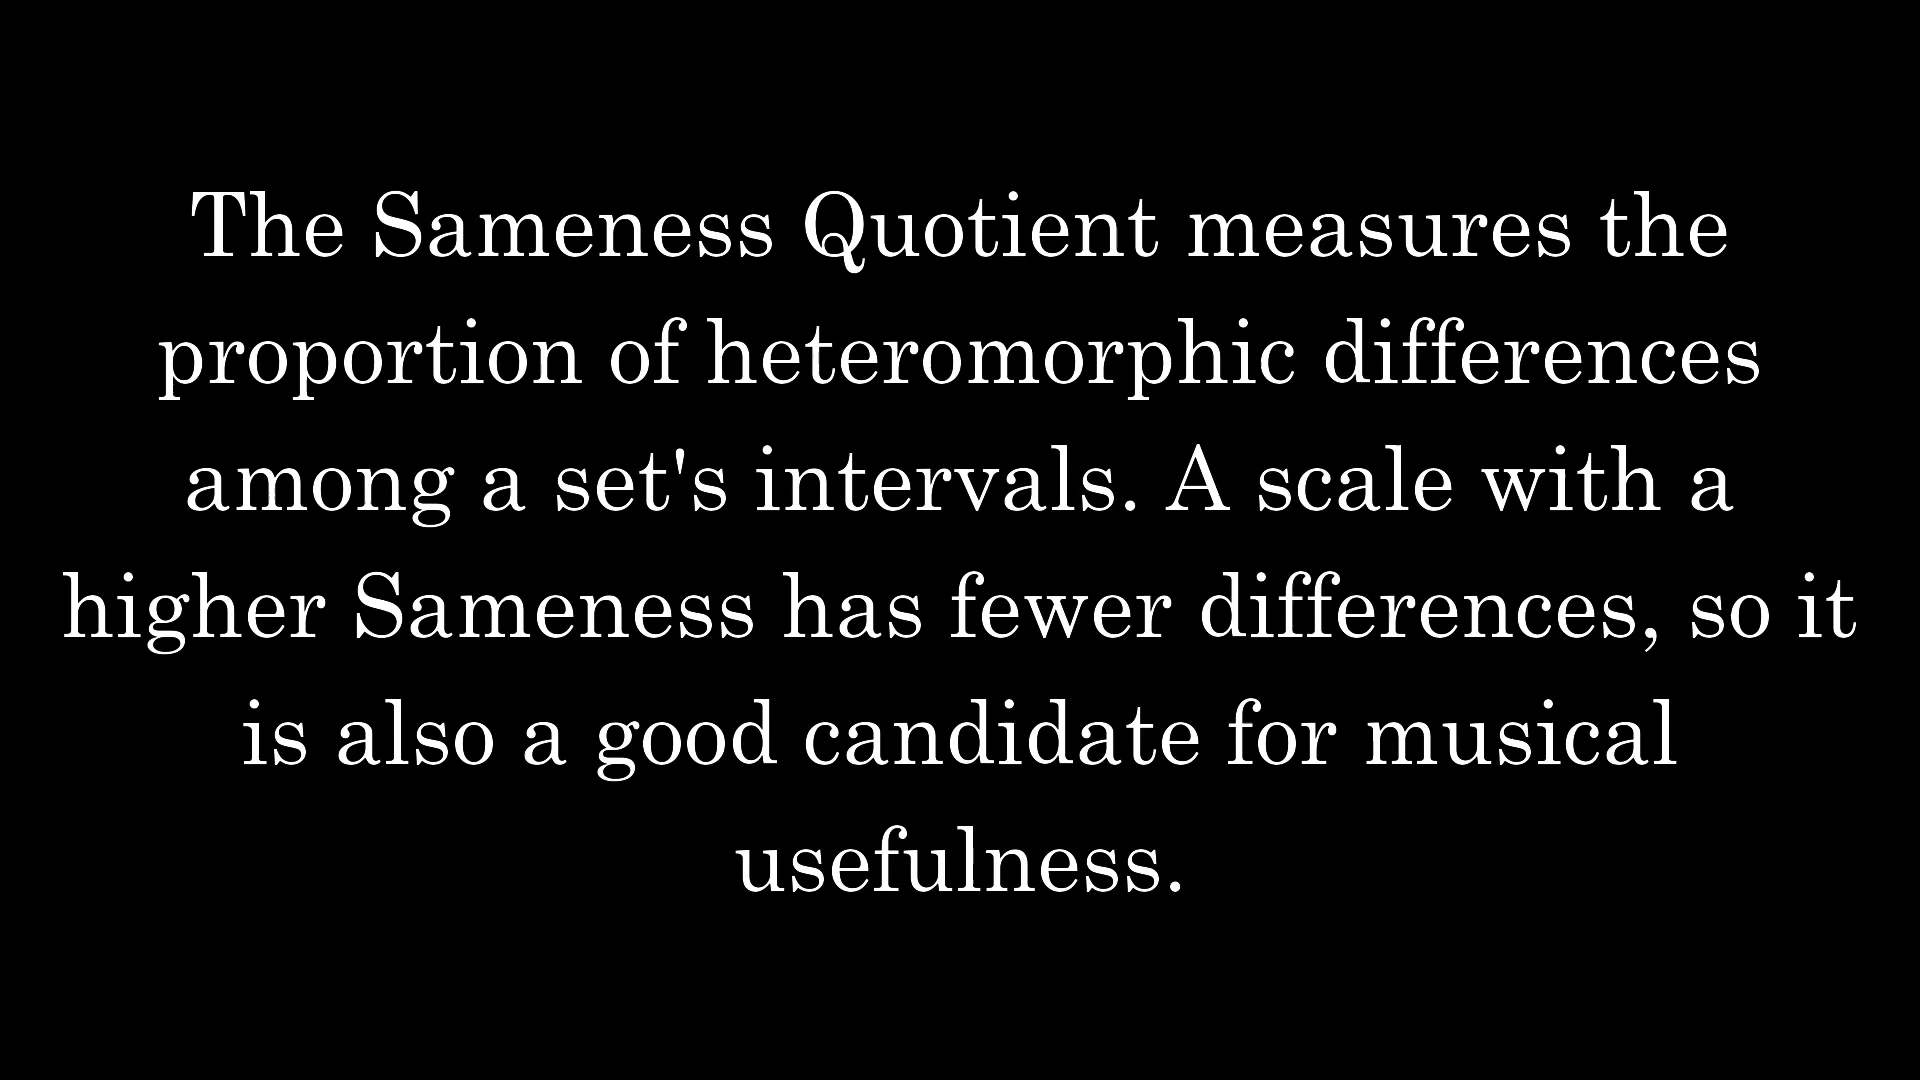 The Sameness Quotient measures the
proportion of heteromorphic differences
among a set's intervals. A scale with a
higher Sameness has fewer differences, so it
is also a good candidate for musical
usefulness.